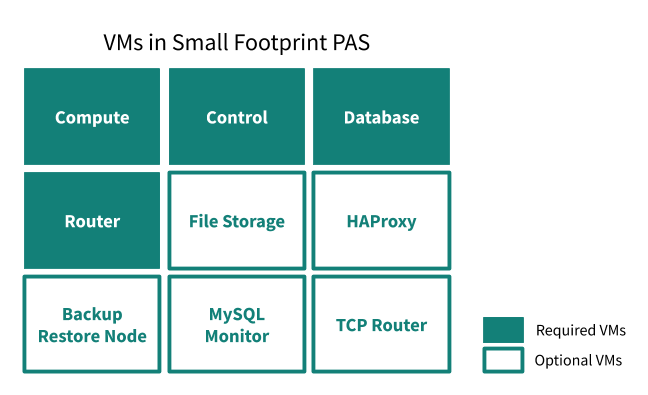 VMs in Small Footprint PAS
Compute
Control
Database
Router
File Storage
HAProxy
Backup
Restore Node
MySQL
Monitor
TCP Router
Required VMs
Optional VMs